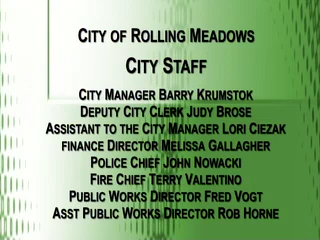 City of Rolling Meadows
City Staff
City Manager Barry Krumstok
Deputy City Clerk Judy Brose
Assistant to the City Manager Lori Ciezak
finance Director Melissa Gallagher
Police Chief John Nowacki
Fire Chief Terry Valentino
Public Works Director Fred Vogt
Asst Public Works Director Rob Horne